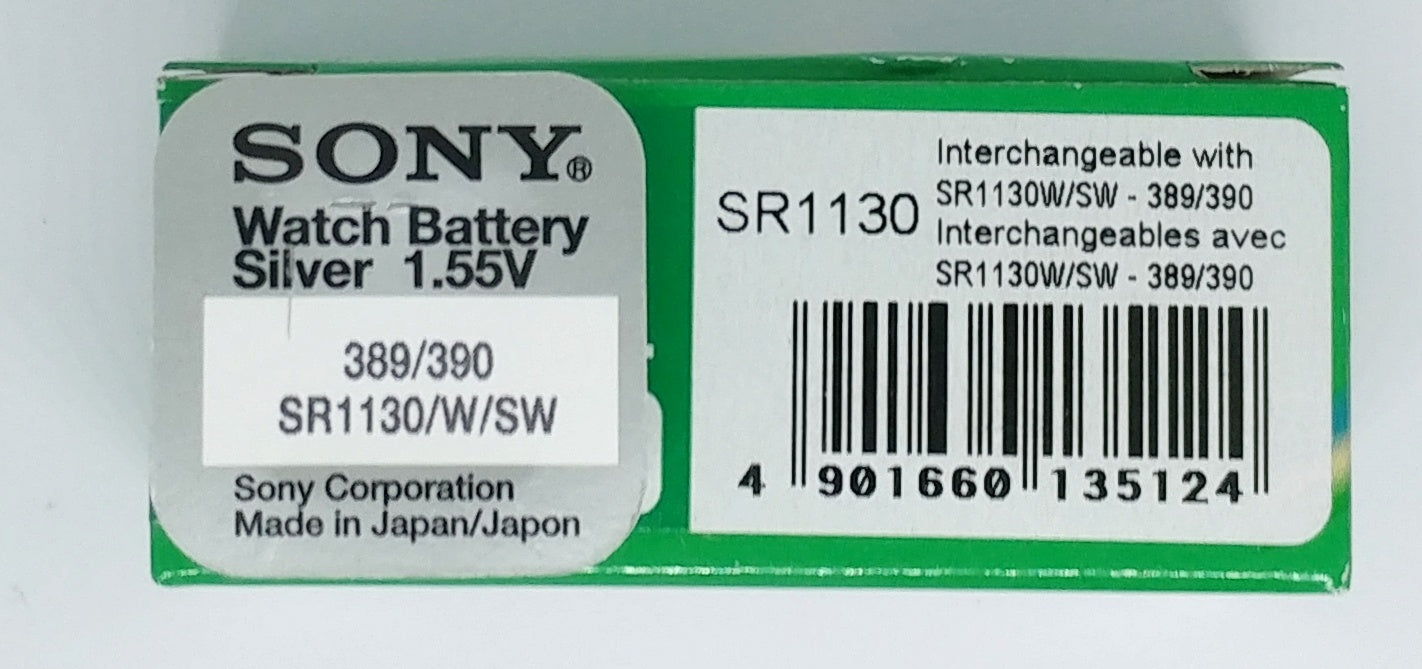 SONY®
Watch Battery
Silver 1.55V
389/390
SR1130/W/SW
Sony Corporation
Made in Japan/Japon
SR1130
Interchangeable with
SR1130W/SW - 389/390
Interchangeables avec
SR1130W/SW - 389/390
4 901660 135124